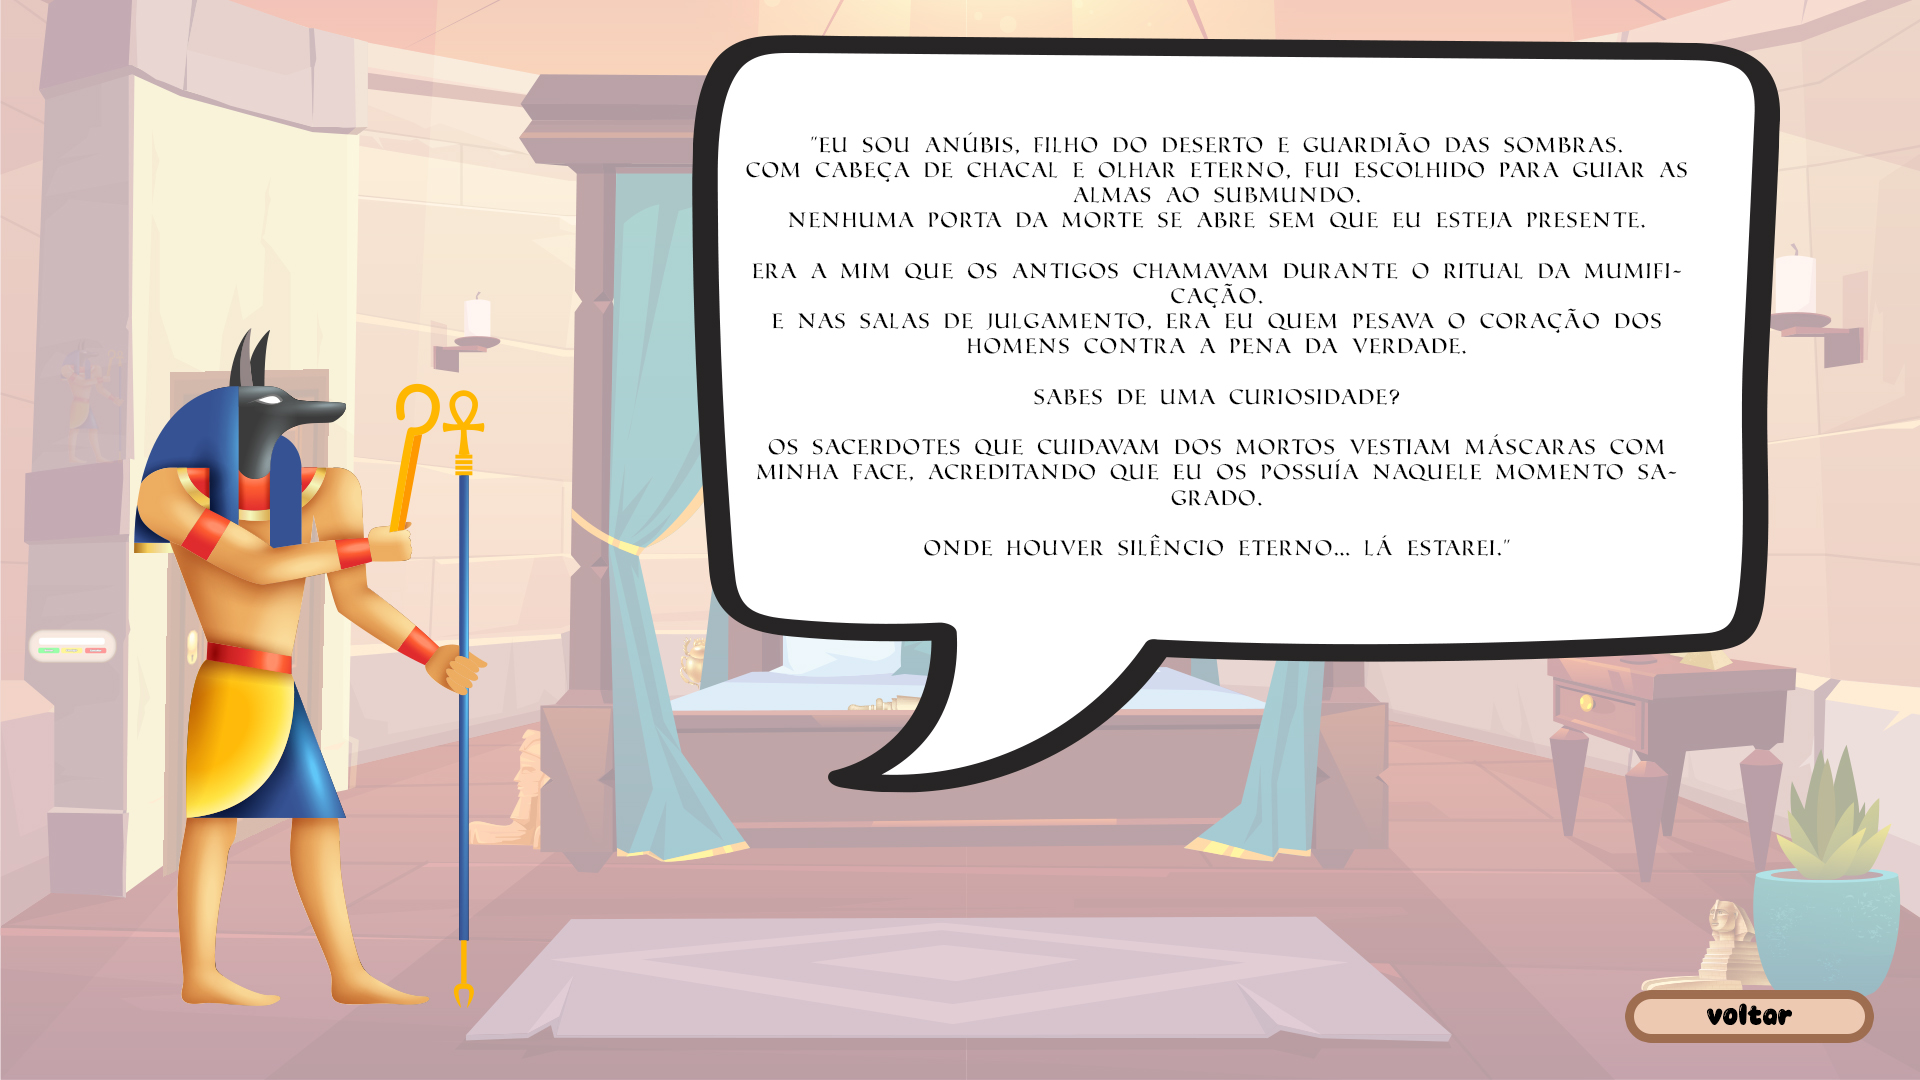 "EU SOU ANÚBIS, FILHO DO DESERTO E GUARDIÃO DAS SOMBRAS.
COM CABEÇA DE CHACAL E OLHAR ETERNO, FUI ESCOLHIDO PARA GUIAR AS
ALMAS AO SUBMUNDO.
NENHUMA PORTA DA MORTE SE ABRE SEM QUE EU ESTEJA PRESENTE.
ERA A MIM QUE OS ANTIGOS CHAMAVAM DURANTE O RITUAL DA MUMIFI-
CAÇÃO.
E NAS SALAS DE JULGAMENTO, ERA EU QUEM PESAVA O CORAÇÃO DOS
HOMENS CONTRA A PENA DA VERDADE.
SABES DE UMA CURIOSIDADE?
OS SACERDOTES QUE CUIDAVAM DOS MORTOS VESTIAM MÁSCARAS COM
MINHA FACE, ACREDITANDO QUE EU OS POSSUÍA NAQUELE MOMENTO SA-
GRADO.
ONDE HOUVER SILÊNCIO ETERNO... LÁ ESTAREI."
voltar